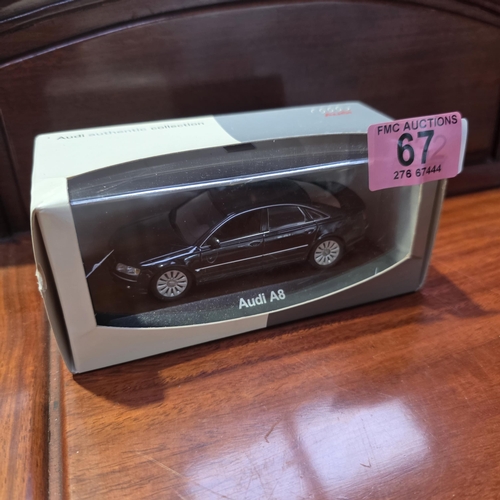 Audi authentic collection
FMC AUCTIONS
67
276 67444
Audi A8